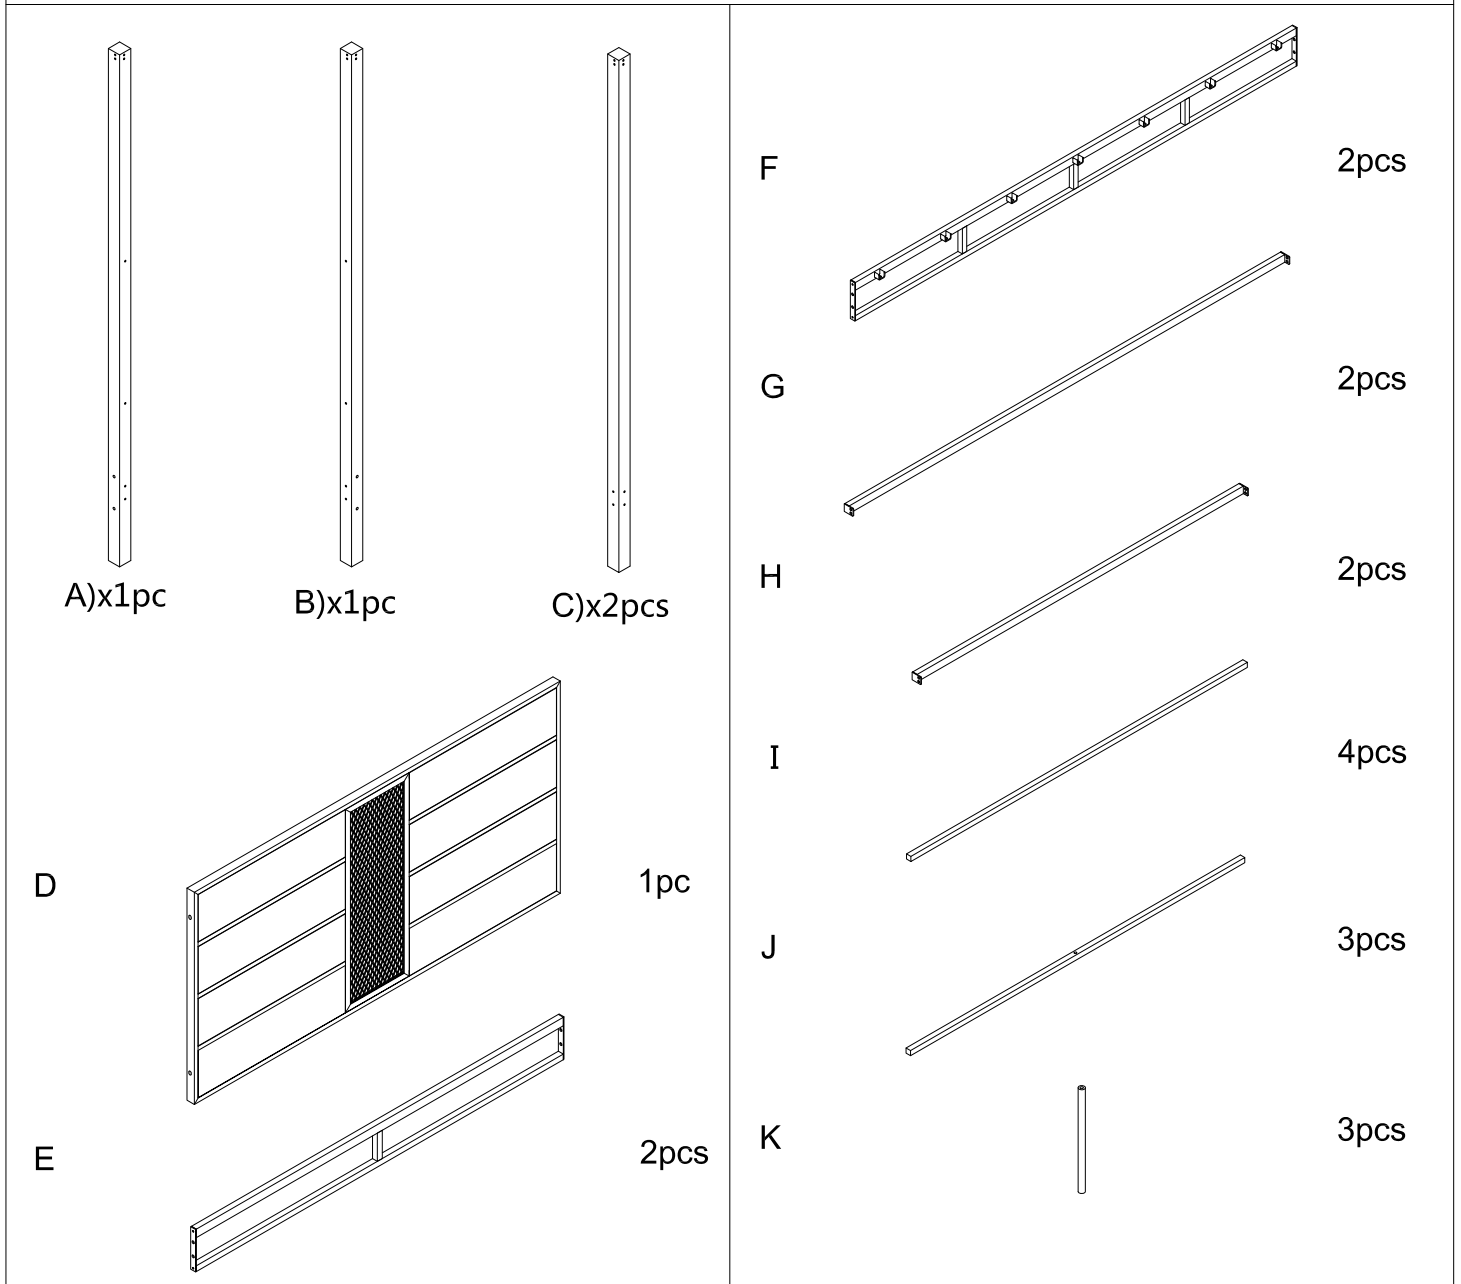 A)x1pc
B)x1pc
C)x2pcs
D 1pc
E 2pcs
F 2pcs
G 2pcs
H 2pcs
I 4pcs
J 3pcs
K 3pcs